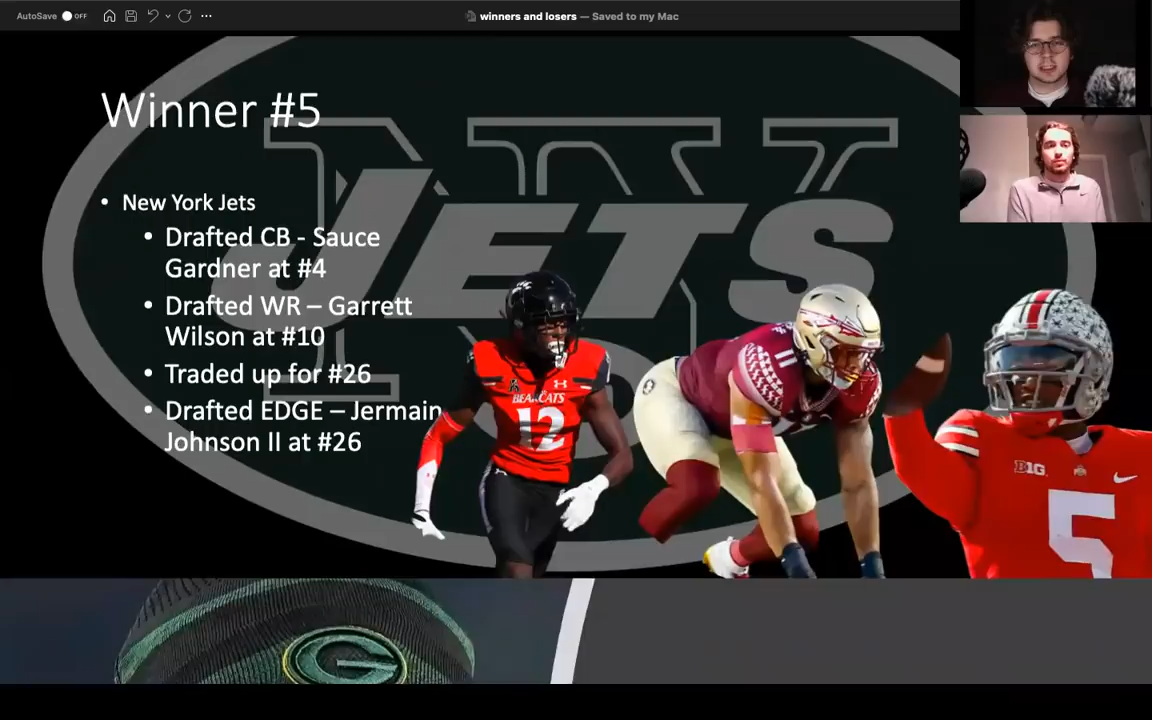 AutoSave OFF
winners and losers — Saved to my Mac
Winner #5
• New York Jets
• Drafted CB - Sauce
Gardner at #4
• Drafted WR – Garrett
Wilson at #10
• Traded up for #26
• Drafted EDGE – Jermain
Johnson II at #26
NY
JETS
BEARCATS
12
11
B1G
5
G